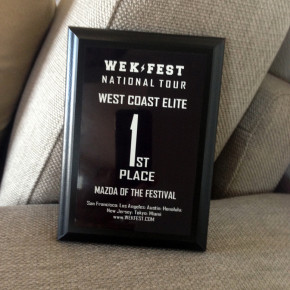 WEKFEST
NATIONAL TOUR
WEST COAST ELITE
1ST
PLACE
MAZDA OF THE FESTIVAL
San Francisco. Los Angeles. Austin. Honolulu
New Jersey. Tokyo. Miami
www.WEKFEST.COM